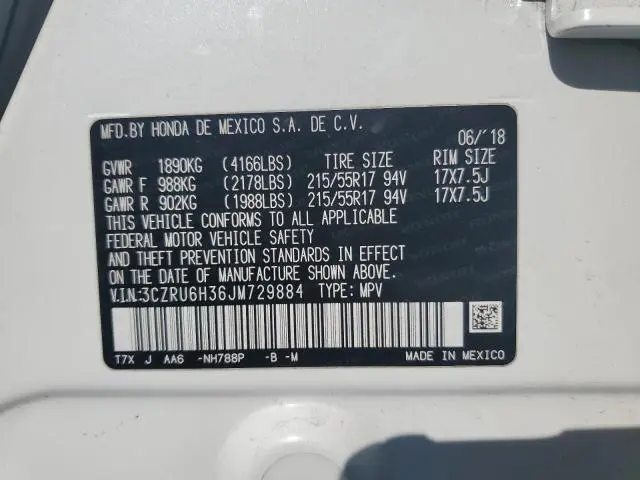 MFD.BY HONDA DE MEXICO S.A. DE C.V.
06/'18
GVWR 1890KG (4166LBS) TIRE SIZE RIM SIZE
GAWR F 988KG (2178LBS) 215/55R17 94V 17X7.5J
GAWR R 902KG (1988LBS) 215/55R17 94V 17X7.5J
THIS VEHICLE CONFORMS TO ALL APPLICABLE
FEDERAL MOTOR VEHICLE SAFETY
AND THEFT PREVENTION STANDARDS IN EFFECT
ON THE DATE OF MANUFACTURE SHOWN ABOVE.
V.I.N.:3CZRU6H36JM729884 TYPE: MPV
T7X J AA6 -NH788P -B -M
MADE IN MEXICO